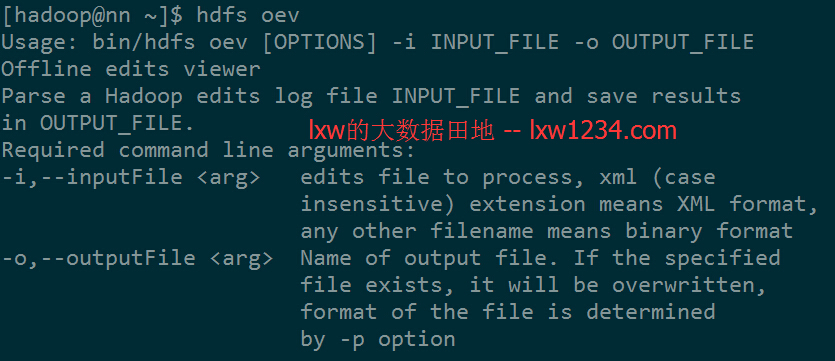 [hadoop@nn ~]$ hdfs oev
Usage: bin/hdfs oev [OPTIONS] -i INPUT_FILE -o OUTPUT_FILE
Offline edits viewer
Parse a Hadoop edits log file INPUT_FILE and save results
in OUTPUT_FILE.
lxw的大数据田地 -- lxw1234.com
Required command line arguments:
-i,--inputFile <arg>   edits file to process, xml (case
                       insensitive) extension means XML format,
                       any other filename means binary format
-o,--outputFile <arg>  Name of output file. If the specified
                       file exists, it will be overwritten,
                       format of the file is determined
                       by -p option